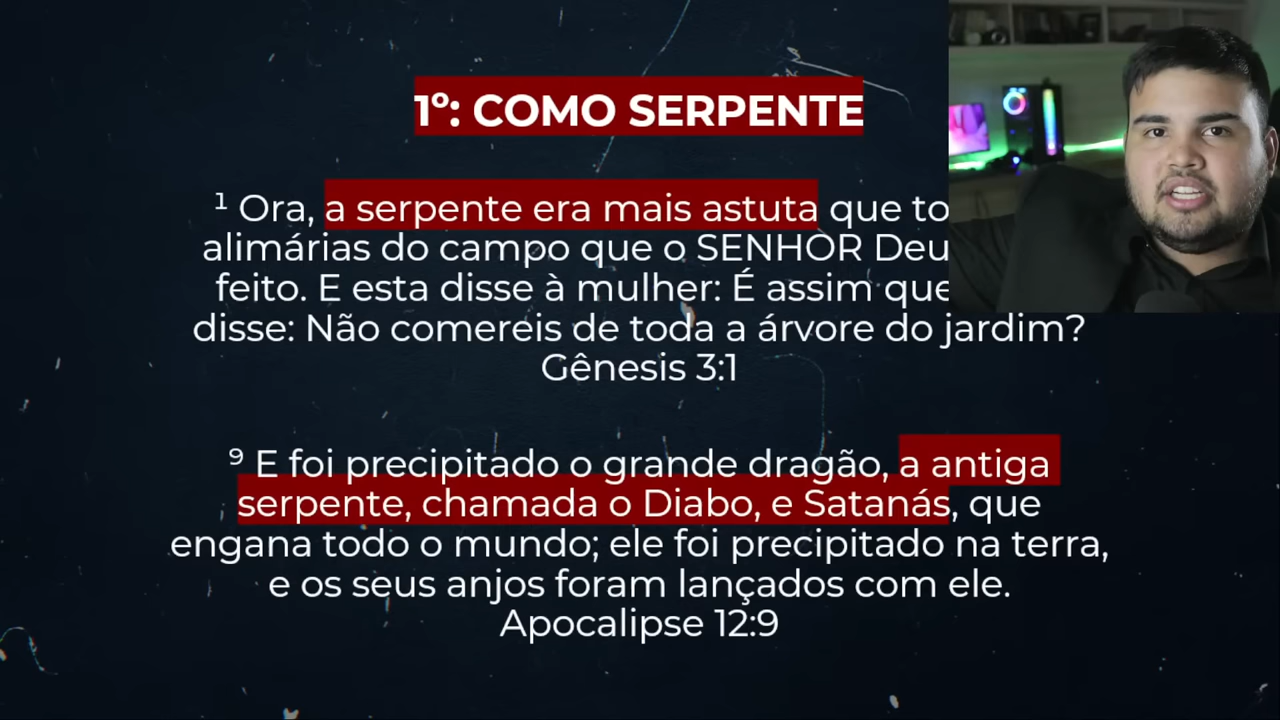 1º: COMO SERPENTE
¹ Ora, a serpente era mais astuta que
alimárias do campo que o SENHOR
feito. E esta disse à mulher: É assim que
disse: Não comereis de toda a árvore do jardim?
Gênesis 3:1
⁹ E foi precipitado o grande dragão, a antiga
serpente, chamada o Diabo, e Satanás, que
engana todo o mundo; ele foi precipitado na terra,
e os seus anjos foram lançados com ele.
Apocalipse 12:9